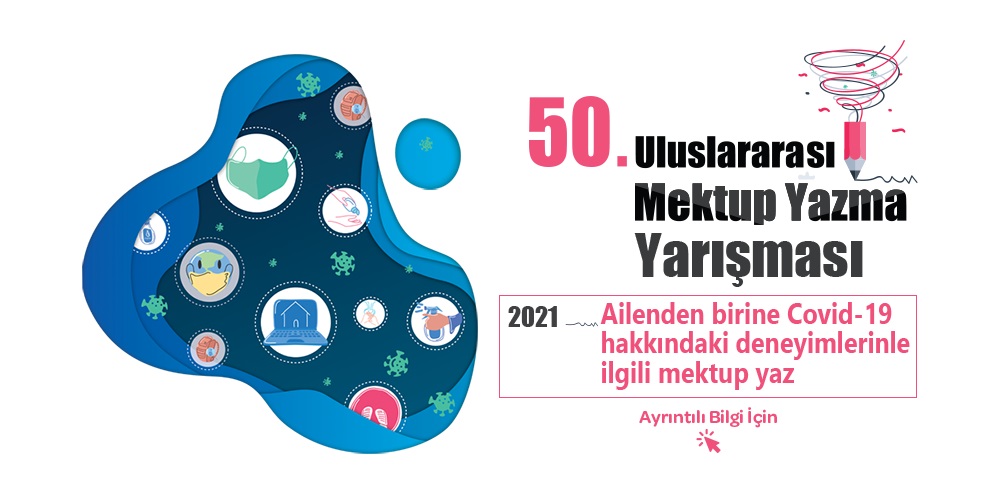 50. Uluslararası
Mektup Yazma
Yarışması
2021 Ailenden birine Covid-19
hakkındaki deneyimlerinle
ilgili mektup yaz
Ayrıntılı Bilgi İçin